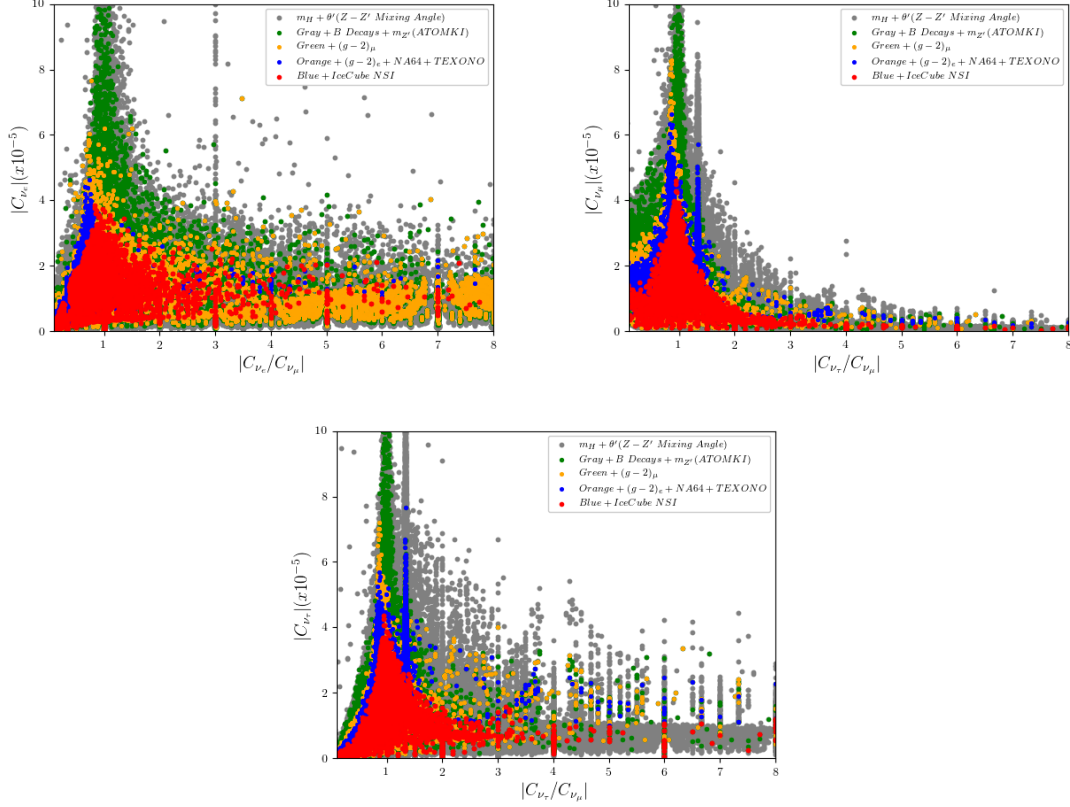 10
8
6
4
2
0
|C_{ν_e}|(x10^{-5})
m_H + θ′(Z − Z′ Mixing Angle)
Gray + B Decays + m_{Z′}(ATOMKI)
Green + (g − 2)_μ
Orange + (g − 2)_e + NA64 + TEXONO
Blue + IceCube NSI
1 2 3 4 5 6 7 8
|C_{ν_e}/C_{ν_μ}|
10
8
6
4
2
0
|C_{ν_μ}|(x10^{-5})
m_H + θ′(Z − Z′ Mixing Angle)
Gray + B Decays + m_{Z′}(ATOMKI)
Green + (g − 2)_μ
Orange + (g − 2)_e + NA64 + TEXONO
Blue + IceCube NSI
1 2 3 4 5 6 7 8
|C_{ν_τ}/C_{ν_μ}|
10
8
6
4
2
0
|C_{ν_τ}|(x10^{-5})
m_H + θ′(Z − Z′ Mixing Angle)
Gray + B Decays + m_{Z′}(ATOMKI)
Green + (g − 2)_μ
Orange + (g − 2)_e + NA64 + TEXONO
Blue + IceCube NSI
1 2 3 4 5 6 7 8
|C_{ν_τ}/C_{ν_μ}|